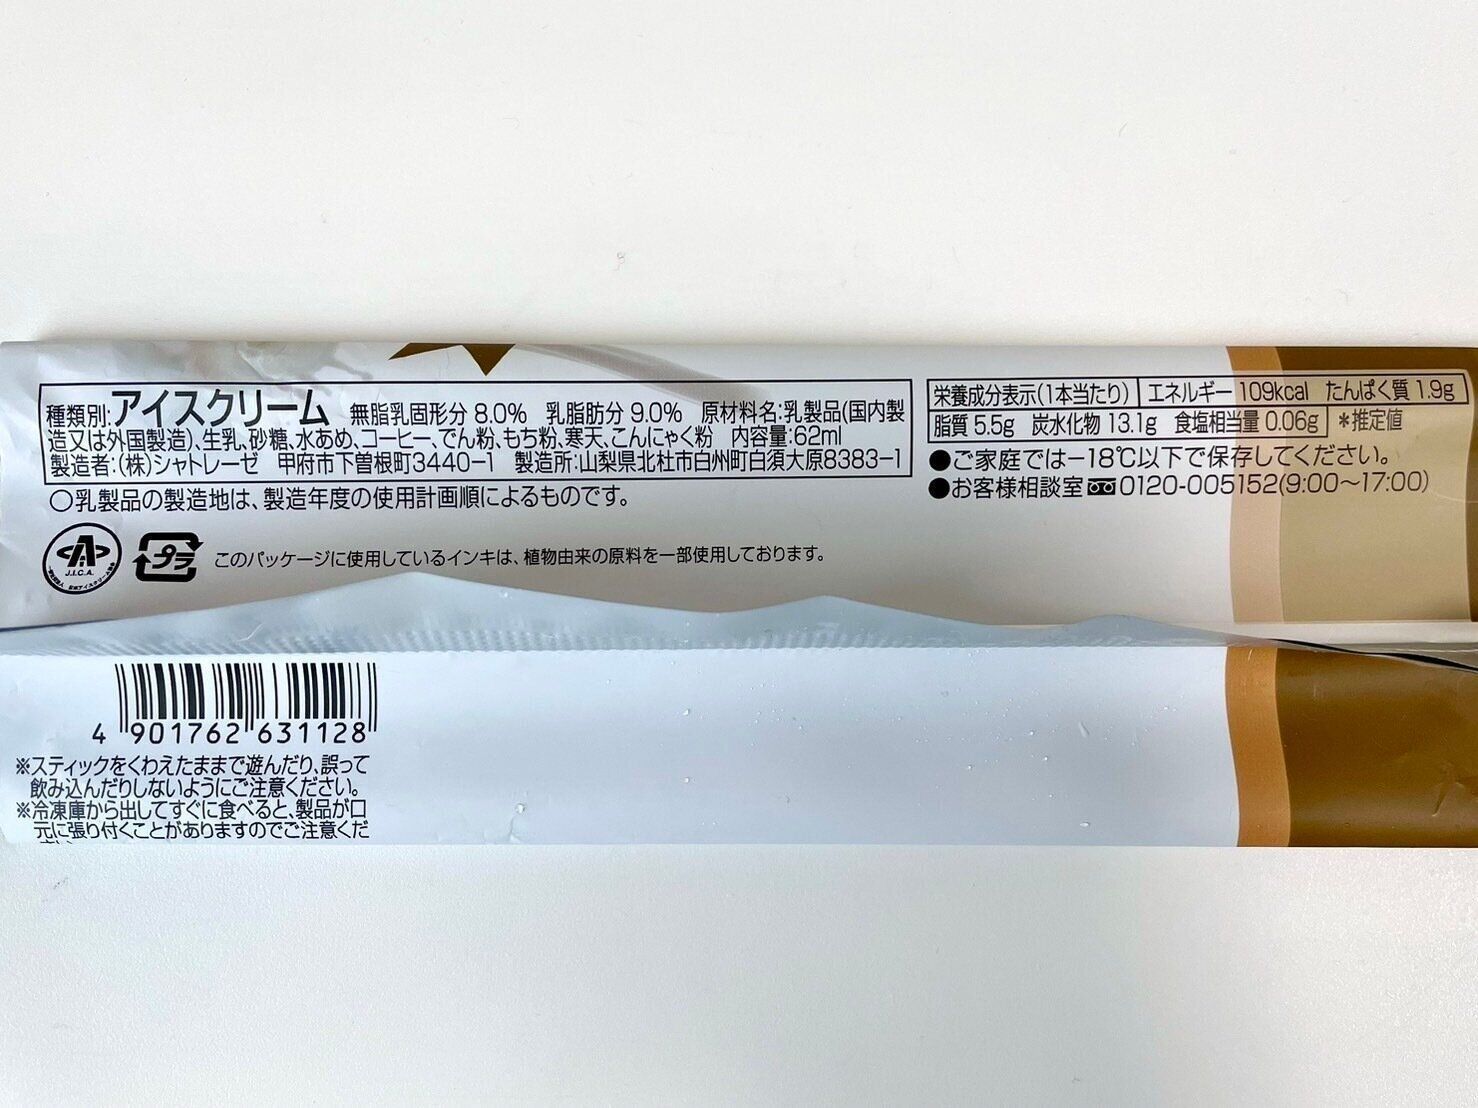 種類別:アイスクリーム 無脂乳固形分 8.0% 乳脂肪分 9.0% 原材料名:乳製品(国内製
造又は外国製造)、生乳、砂糖、水あめ、コーヒー、でん粉、もち粉、寒天、こんにゃく粉 内容量:62ml
製造者:(株)シャトレーゼ 甲府市下曽根町3440-1 製造所:山梨県北杜市白州町白須大原8383-1
○乳製品の製造地は、製造年度の使用計画順によるものです。
栄養成分表示(1本当たり) エネルギー 109kcal たんぱく質 1.9g
脂質 5.5g 炭水化物 13.1g 食塩相当量 0.06g *推定値
●ご家庭では-18℃以下で保存してください。
●お客様相談室 0120-005152(9:00~17:00)
A
J.I.C.A.
プラ
このパッケージに使用しているインキは、植物由来の原料を一部使用しております。
4 901762 631128
※スティックをくわえたままで遊んだり、誤って
飲み込んだりしないようにご注意ください。
※冷凍庫から出してすぐに食べると、製品が口
元に張り付くことがありますのでご注意くだ